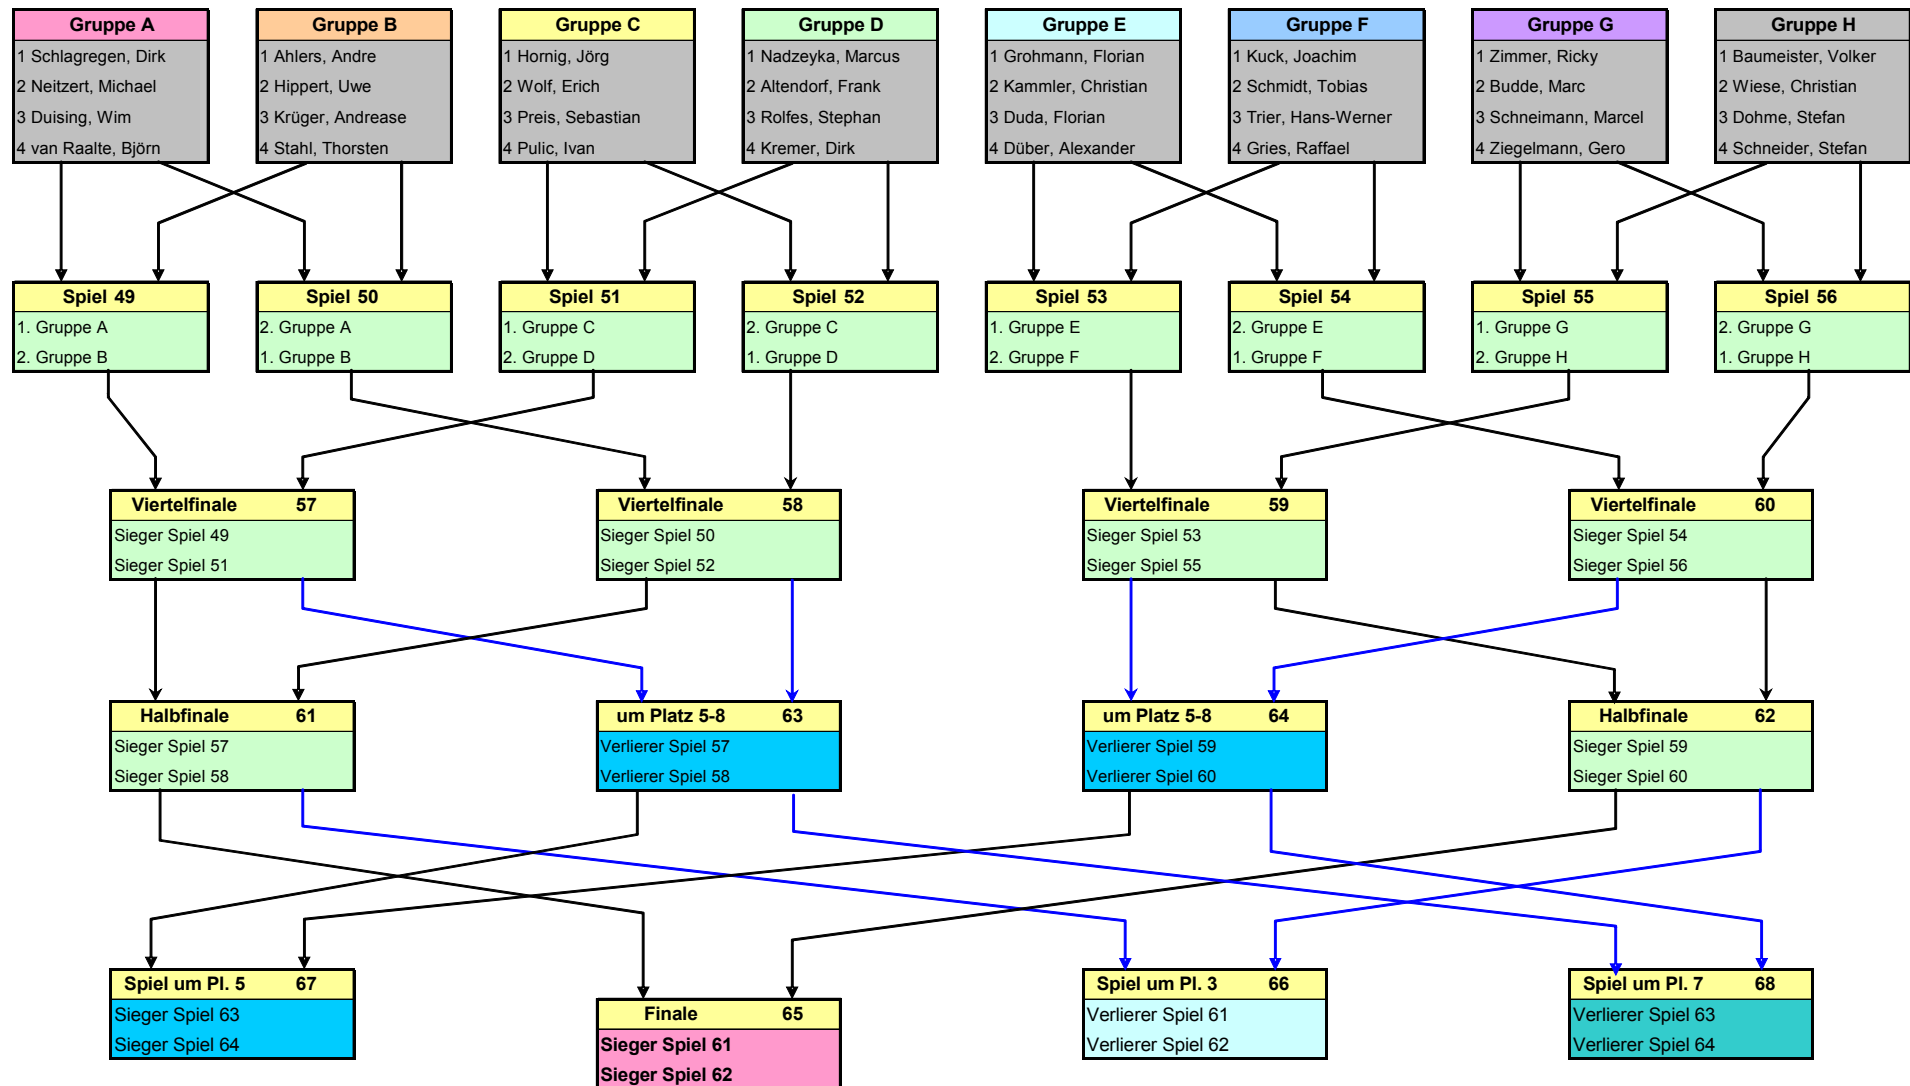 Gruppe A
1 Schlagregen, Dirk
2 Neitzert, Michael
3 Duising, Wim
4 van Raalte, Björn
Gruppe B
1 Ahlers, Andre
2 Hippert, Uwe
3 Krüger, Andrease
4 Stahl, Thorsten
Gruppe C
1 Hornig, Jörg
2 Wolf, Erich
3 Preis, Sebastian
4 Pulic, Ivan
Gruppe D
1 Nadzeyka, Marcus
2 Altendorf, Frank
3 Rolfes, Stephan
4 Kremer, Dirk
Gruppe E
1 Grohmann, Florian
2 Kammler, Christian
3 Duda, Florian
4 Düber, Alexander
Gruppe F
1 Kuck, Joachim
2 Schmidt, Tobias
3 Trier, Hans-Werner
4 Gries, Raffael
Gruppe G
1 Zimmer, Ricky
2 Budde, Marc
3 Schneimann, Marcel
4 Ziegelmann, Gero
Gruppe H
1 Baumeister, Volker
2 Wiese, Christian
3 Dohme, Stefan
4 Schneider, Stefan
Spiel 49
1. Gruppe A
2. Gruppe B
Spiel 50
2. Gruppe A
1. Gruppe B
Spiel 51
1. Gruppe C
2. Gruppe D
Spiel 52
2. Gruppe C
1. Gruppe D
Spiel 53
1. Gruppe E
2. Gruppe F
Spiel 54
2. Gruppe E
1. Gruppe F
Spiel 55
1. Gruppe G
2. Gruppe H
Spiel 56
2. Gruppe G
1. Gruppe H
Viertelfinale 57
Sieger Spiel 49
Sieger Spiel 51
Viertelfinale 58
Sieger Spiel 50
Sieger Spiel 52
Viertelfinale 59
Sieger Spiel 53
Sieger Spiel 55
Viertelfinale 60
Sieger Spiel 54
Sieger Spiel 56
Halbfinale 61
Sieger Spiel 57
Sieger Spiel 58
um Platz 5-8 63
Verlierer Spiel 57
Verlierer Spiel 58
um Platz 5-8 64
Verlierer Spiel 59
Verlierer Spiel 60
Halbfinale 62
Sieger Spiel 59
Sieger Spiel 60
Spiel um Pl. 5 67
Sieger Spiel 63
Sieger Spiel 64
Finale 65
Sieger Spiel 61
Sieger Spiel 62
Spiel um Pl. 3 66
Verlierer Spiel 61
Verlierer Spiel 62
Spiel um Pl. 7 68
Verlierer Spiel 63
Verlierer Spiel 64